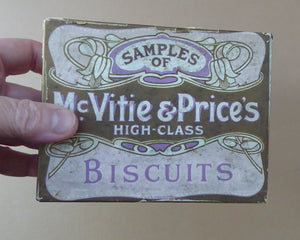 SAMPLES
OF
McVitie & Price's
HIGH-CLASS
BISCUITS